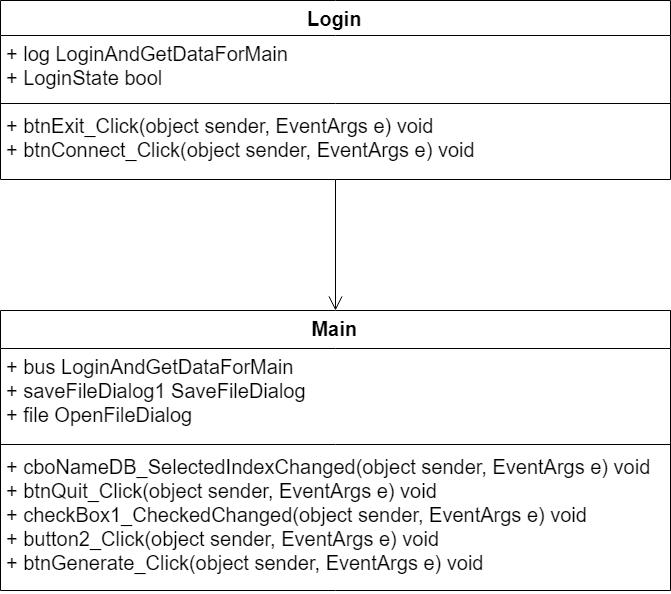 Login
+ log LoginAndGetDataForMain
+ LoginState bool
+ btnExit_Click(object sender, EventArgs e) void
+ btnConnect_Click(object sender, EventArgs e) void
Main
+ bus LoginAndGetDataForMain
+ saveFileDialog1 SaveFileDialog
+ file OpenFileDialog
+ cboNameDB_SelectedIndexChanged(object sender, EventArgs e) void
+ btnQuit_Click(object sender, EventArgs e) void
+ checkBox1_CheckedChanged(object sender, EventArgs e) void
+ button2_Click(object sender, EventArgs e) void
+ btnGenerate_Click(object sender, EventArgs e) void